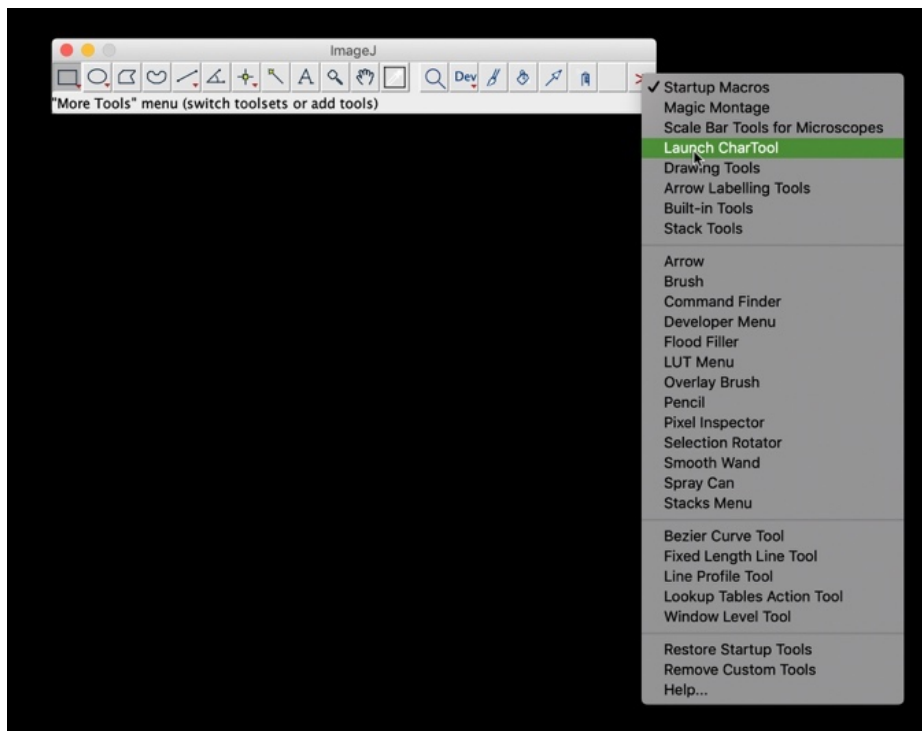 ImageJ
A Dev
"More Tools" menu (switch toolsets or add tools)
Startup Macros
Magic Montage
Scale Bar Tools for Microscopes
Launch CharTool
Drawing Tools
Arrow Labelling Tools
Built-in Tools
Stack Tools
Arrow
Brush
Command Finder
Developer Menu
Flood Filler
LUT Menu
Overlay Brush
Pencil
Pixel Inspector
Selection Rotator
Smooth Wand
Spray Can
Stacks Menu
Bezier Curve Tool
Fixed Length Line Tool
Line Profile Tool
Lookup Tables Action Tool
Window Level Tool
Restore Startup Tools
Remove Custom Tools
Help...